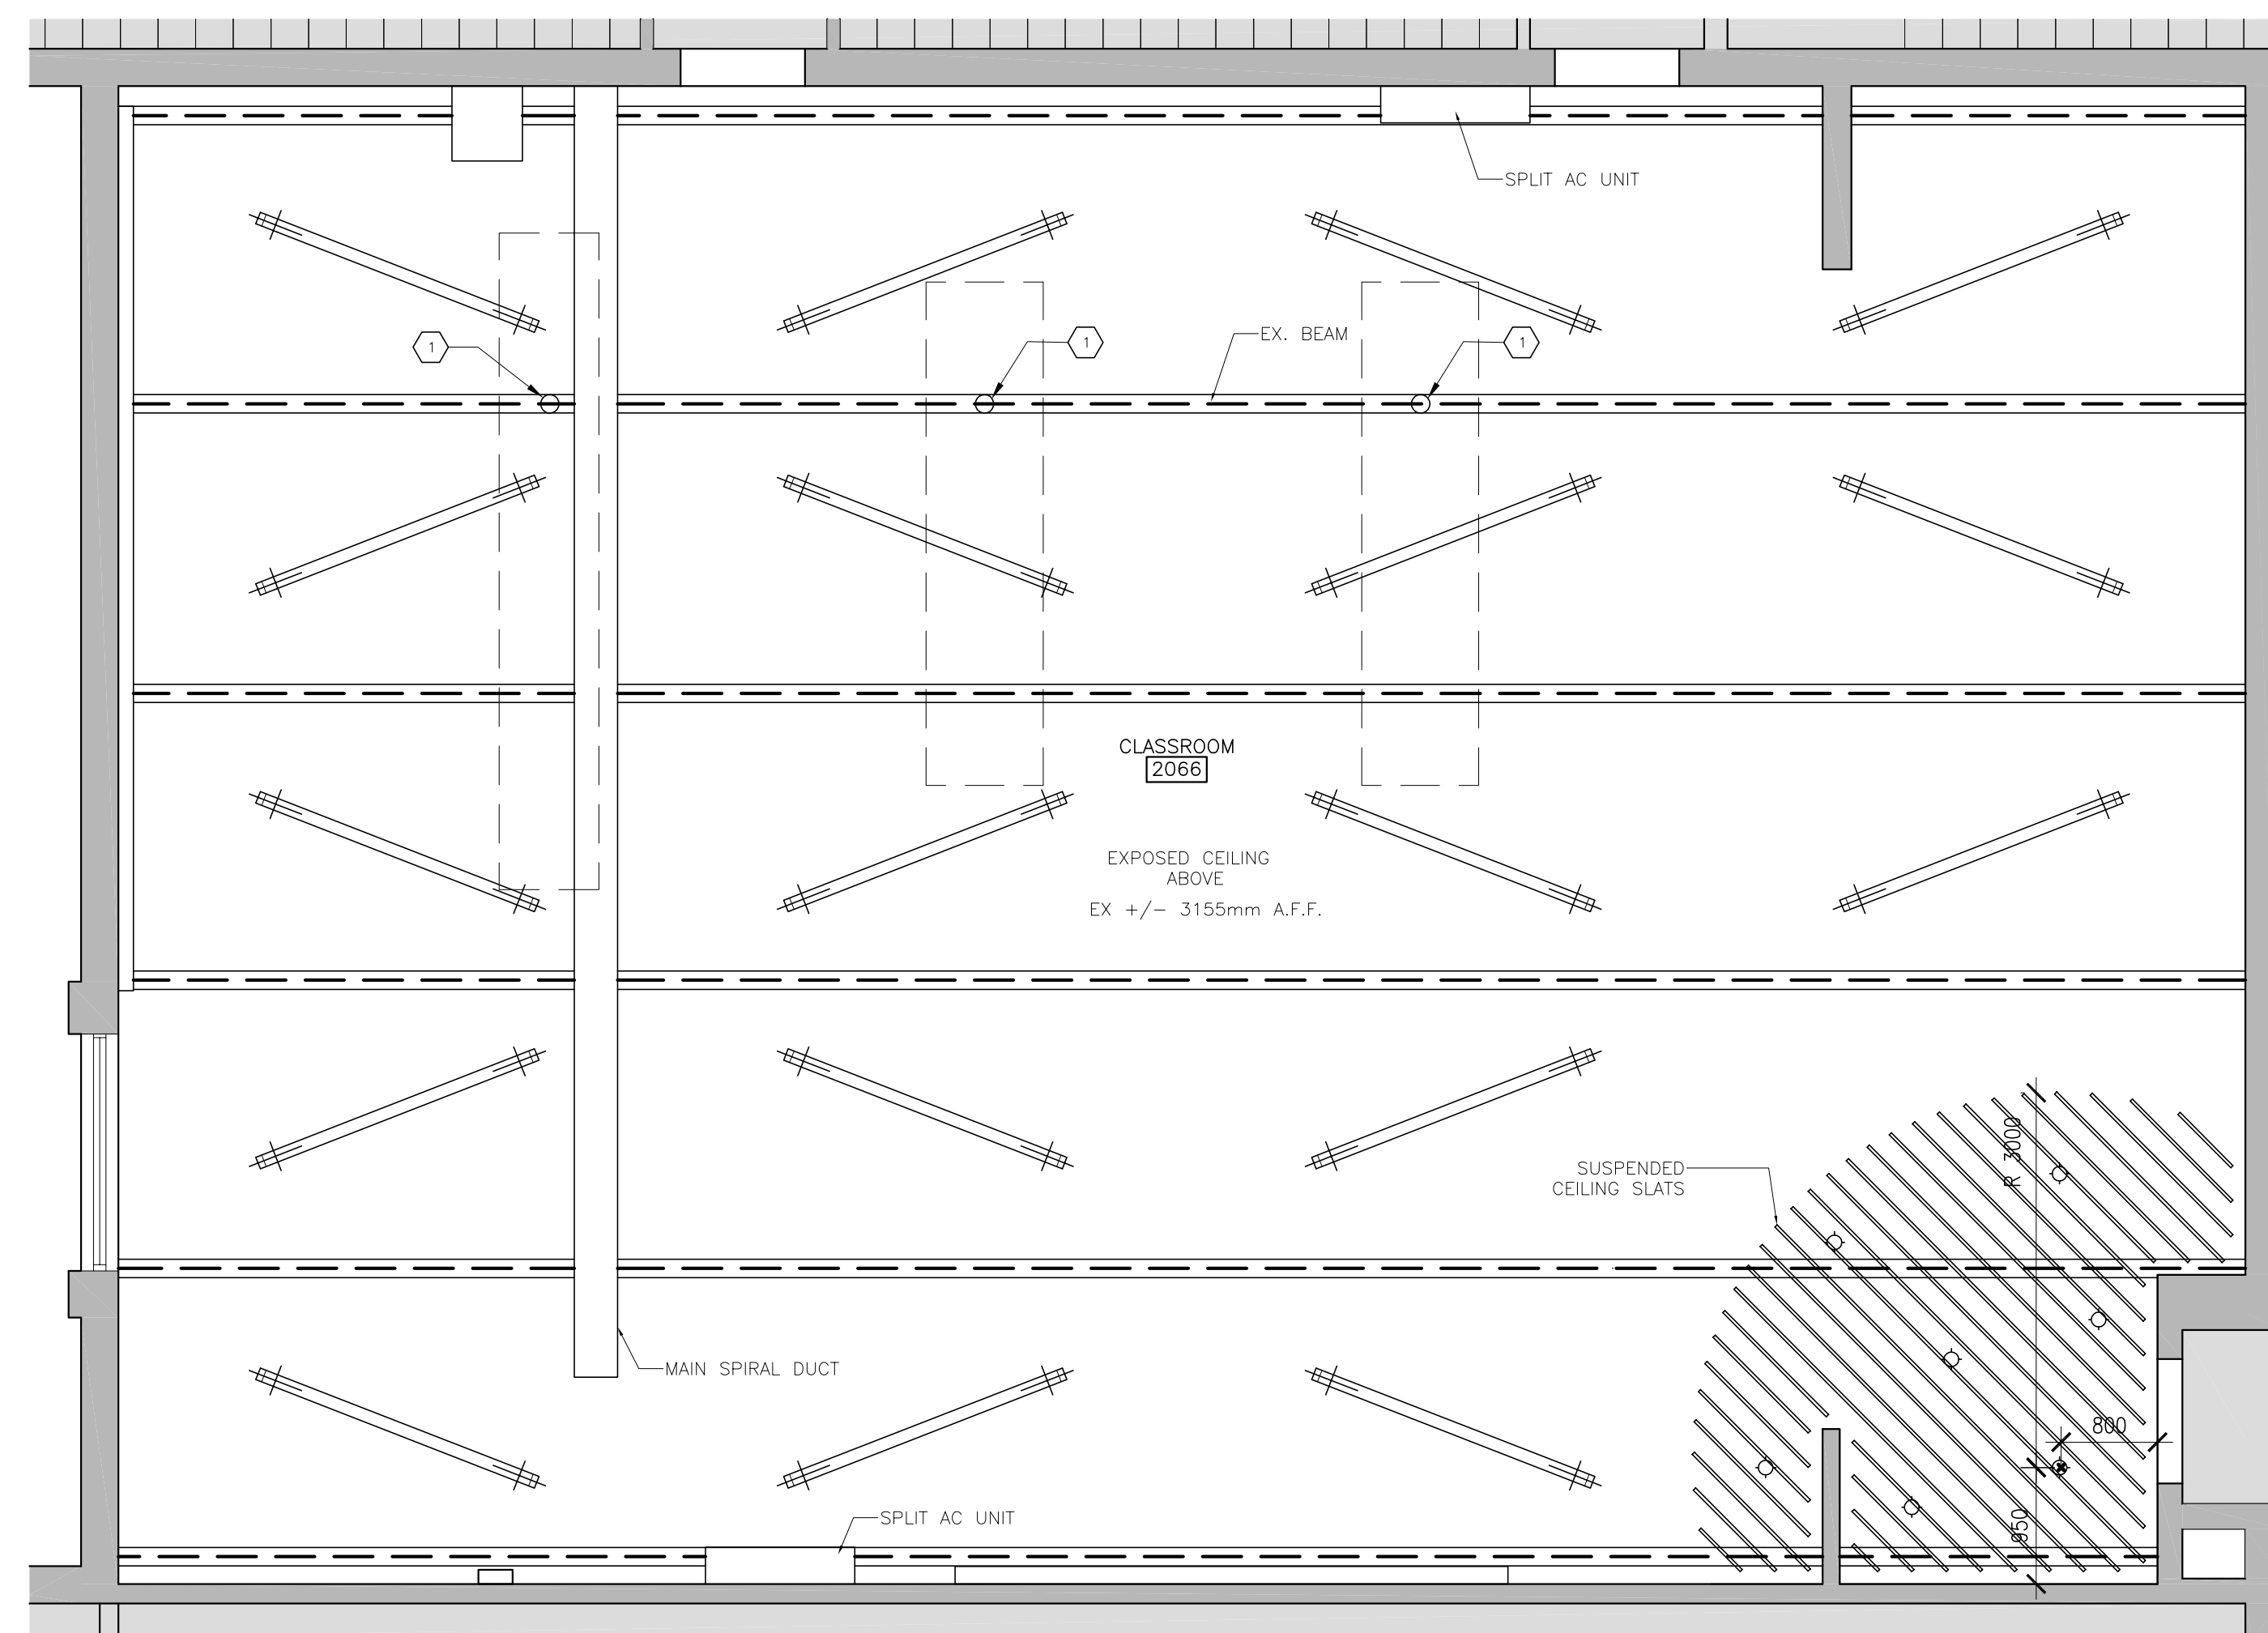 SPLIT AC UNIT
EX. BEAM
1
1
1
CLASSROOM
2066
EXPOSED CEILING
ABOVE
EX +/- 3155mm A.F.F.
SUSPENDED
CEILING SLATS
R 3000
MAIN SPIRAL DUCT
800
SPLIT AC UNIT
950